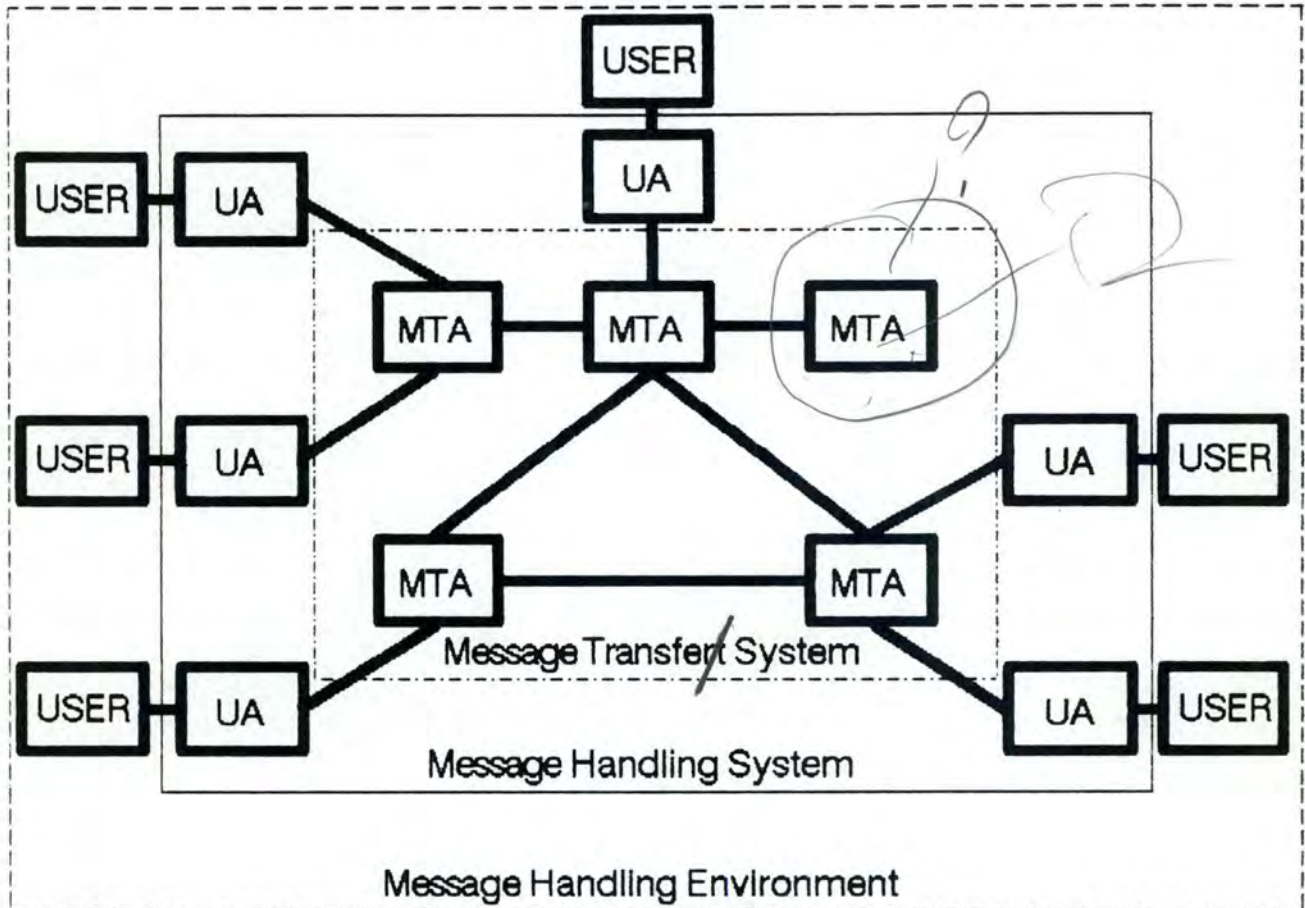 USER
USER UA UA
MTA MTA MTA
USER UA UA USER
MTA MTA
Message Transfert System
USER UA UA USER
Message Handling System
Message Handling Environment